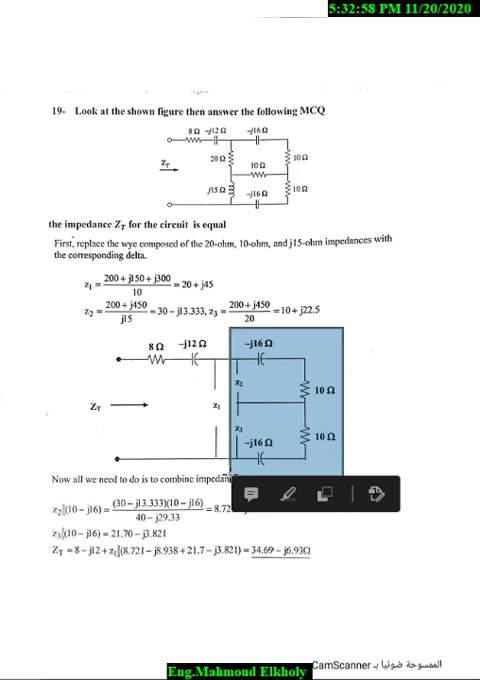 5:32:58 PM 11/20/2020
19- Look at the shown figure then answer the following MCQ
8 Ω -j12 Ω -j16 Ω
20 Ω 10 Ω 10 Ω
Z_T
j15 Ω -j16 Ω 10 Ω
the impedance Z_T for the circuit is equal
First, replace the wye composed of the 20-ohm, 10-ohm, and j15-ohm impedances with
the corresponding delta.
z₁ = (200 + j150 + j300)/10 = 20 + j45
z₂ = (200 + j450)/j15 = 30 – j13.333, z₃ = (200 + j450)/20 = 10 + j22.5
8 Ω -j12 Ω -j16 Ω
z₂ 10 Ω
Z_T z₁
z₃ 10 Ω
-j16 Ω
Now all we need to do is to combine impedan
z₂||(10 – j16) = (30 – j13.333)(10 – j16)/(40 – j29.33) = 8.72
z₃||(10 – j16) = 21.70 – j3.821
Z_T = 8 – j12 + z₁||(8.721 – j8.938 + 21.7 – j3.821) = 34.69 – j6.93Ω
الممسوحة ضوئيا بـ CamScanner
Eng.Mahmoud Elkholy